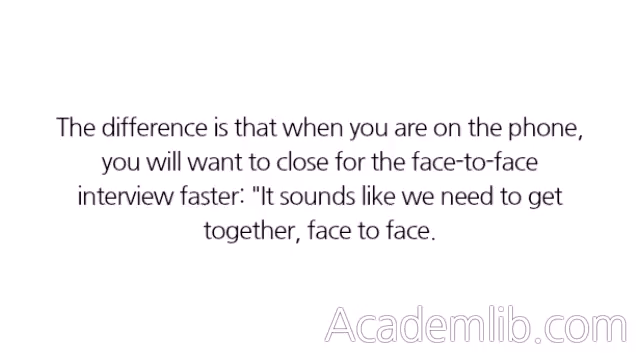 The difference is that when you are on the phone,
you will want to close for the face-to-face
interview faster: "It sounds like we need to get
together, face to face.
Academlib.com